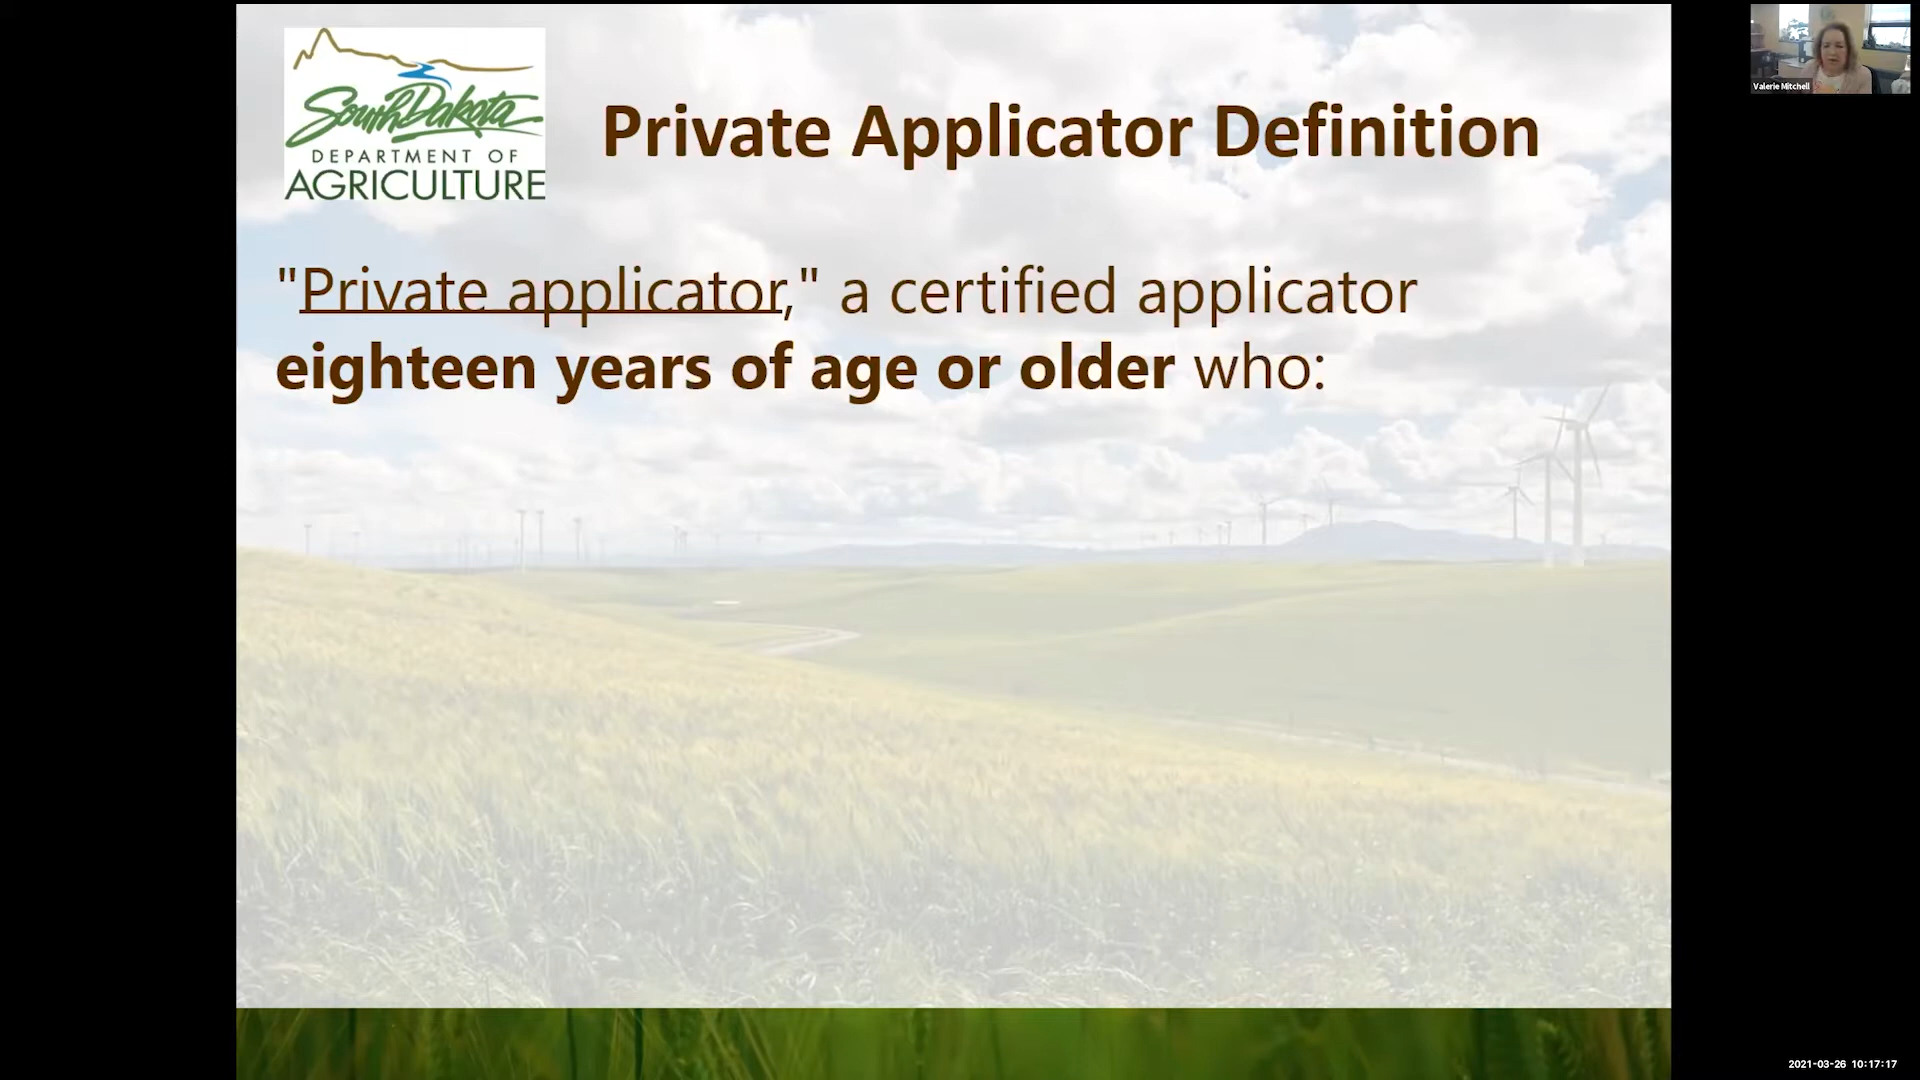 South Dakota
DEPARTMENT OF
AGRICULTURE
Private Applicator Definition
"Private applicator," a certified applicator
eighteen years of age or older who:
Valerie Mitchell
2021-03-26 10:17:17